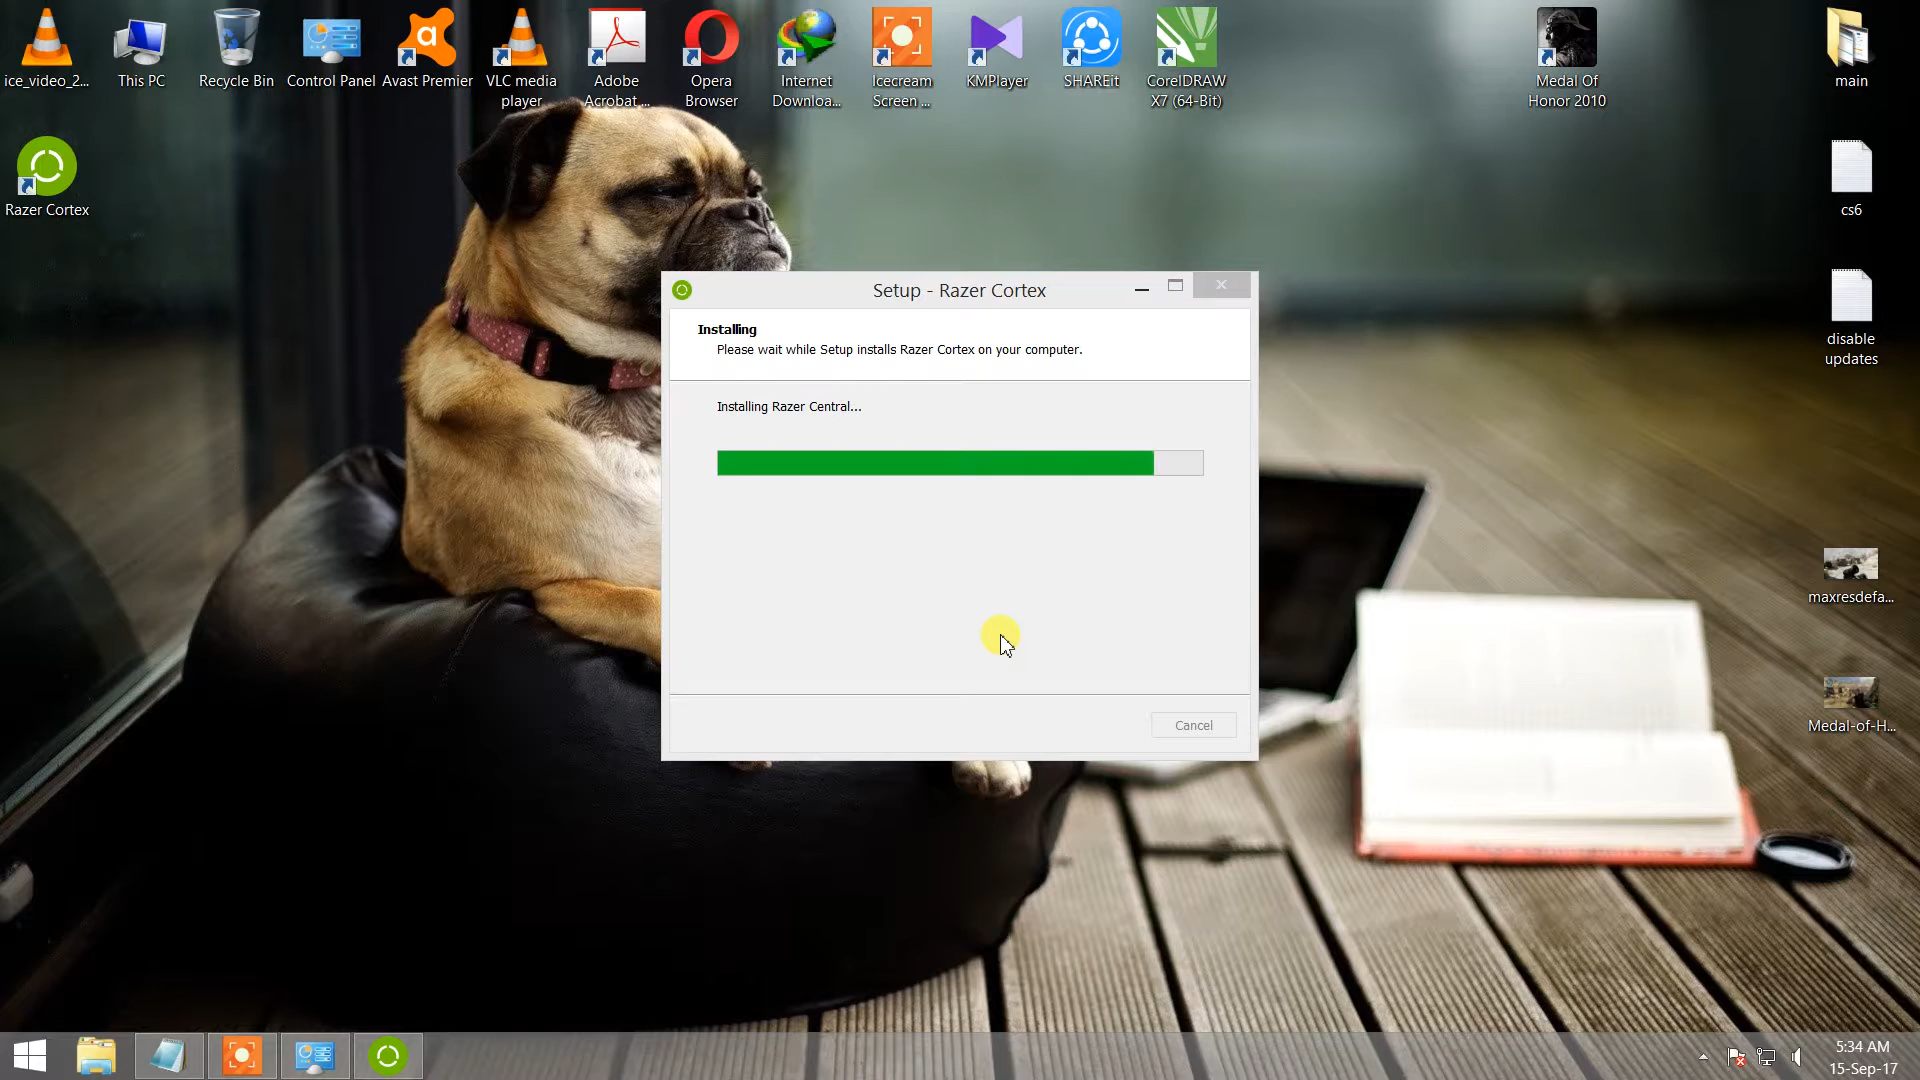 ice_video_2...
This PC
Recycle Bin
Control Panel
Avast Premier
VLC media
player
Adobe
Acrobat ...
Opera
Browser
Internet
Downloa...
Icecream
Screen ...
KMPlayer
SHAREit
CorelDRAW
X7 (64-Bit)
Medal Of
Honor 2010
main
Razer Cortex
cs6
disable
updates
maxresdefa...
Medal-of-H...
Setup - Razer Cortex
Installing
Please wait while Setup installs Razer Cortex on your computer.
Installing Razer Central...
Cancel
5:34 AM
15-Sep-17